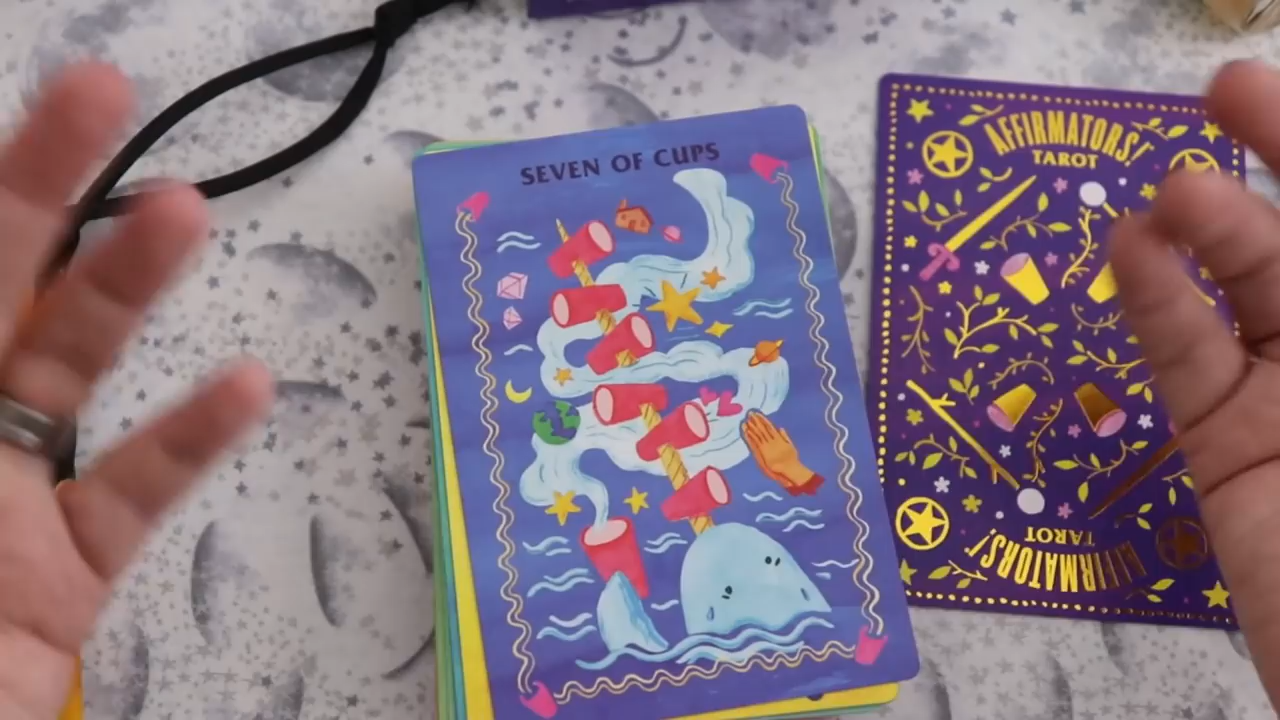 SEVEN OF CUPS
AFFIRMATORS!
TAROT
TAROT
AFFIRMATORS!